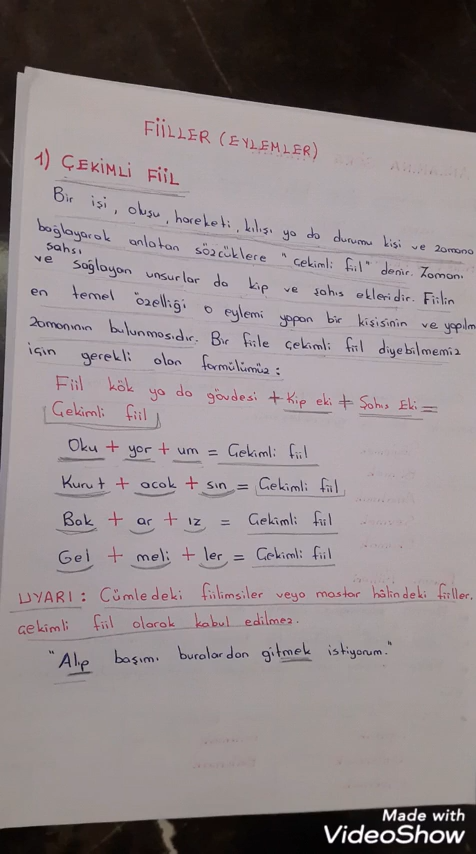 FİİLLER (EYLEMLER)
1) ÇEKİMLİ FİİL
Bir işi, oluşu, hareketi, kılışı ya da durumu kişi ve zamana
bağlayarak anlatan sözcüklere "çekimli fiil" denir. Zamanı
ve şahsı sağlayan unsurlar da kip ve şahıs ekleridir. Fiilin
en temel özelliği o eylemi yapan bir kişisinin ve yapılm
zamanının bulunmasıdır. Bir fiile çekimli fiil diyebilmemiz
için gerekli olan formülümüz:
Fiil kök ya da gövdesi + Kip eki + Şahıs Eki =
Çekimli fiil
Oku + yor + um = Çekimli fiil
Kurut + acak + sın = Çekimli fiil
Bak + ar + ız = Çekimli fiil
Gel + meli + ler = Çekimli fiil
UYARI: Cümledeki fiilimsiler veya mastar hâlindeki fiiller,
çekimli fiil olarak kabul edilmez.
"Alıp başımı buralardan gitmek istiyorum."
Made with
VideoShow